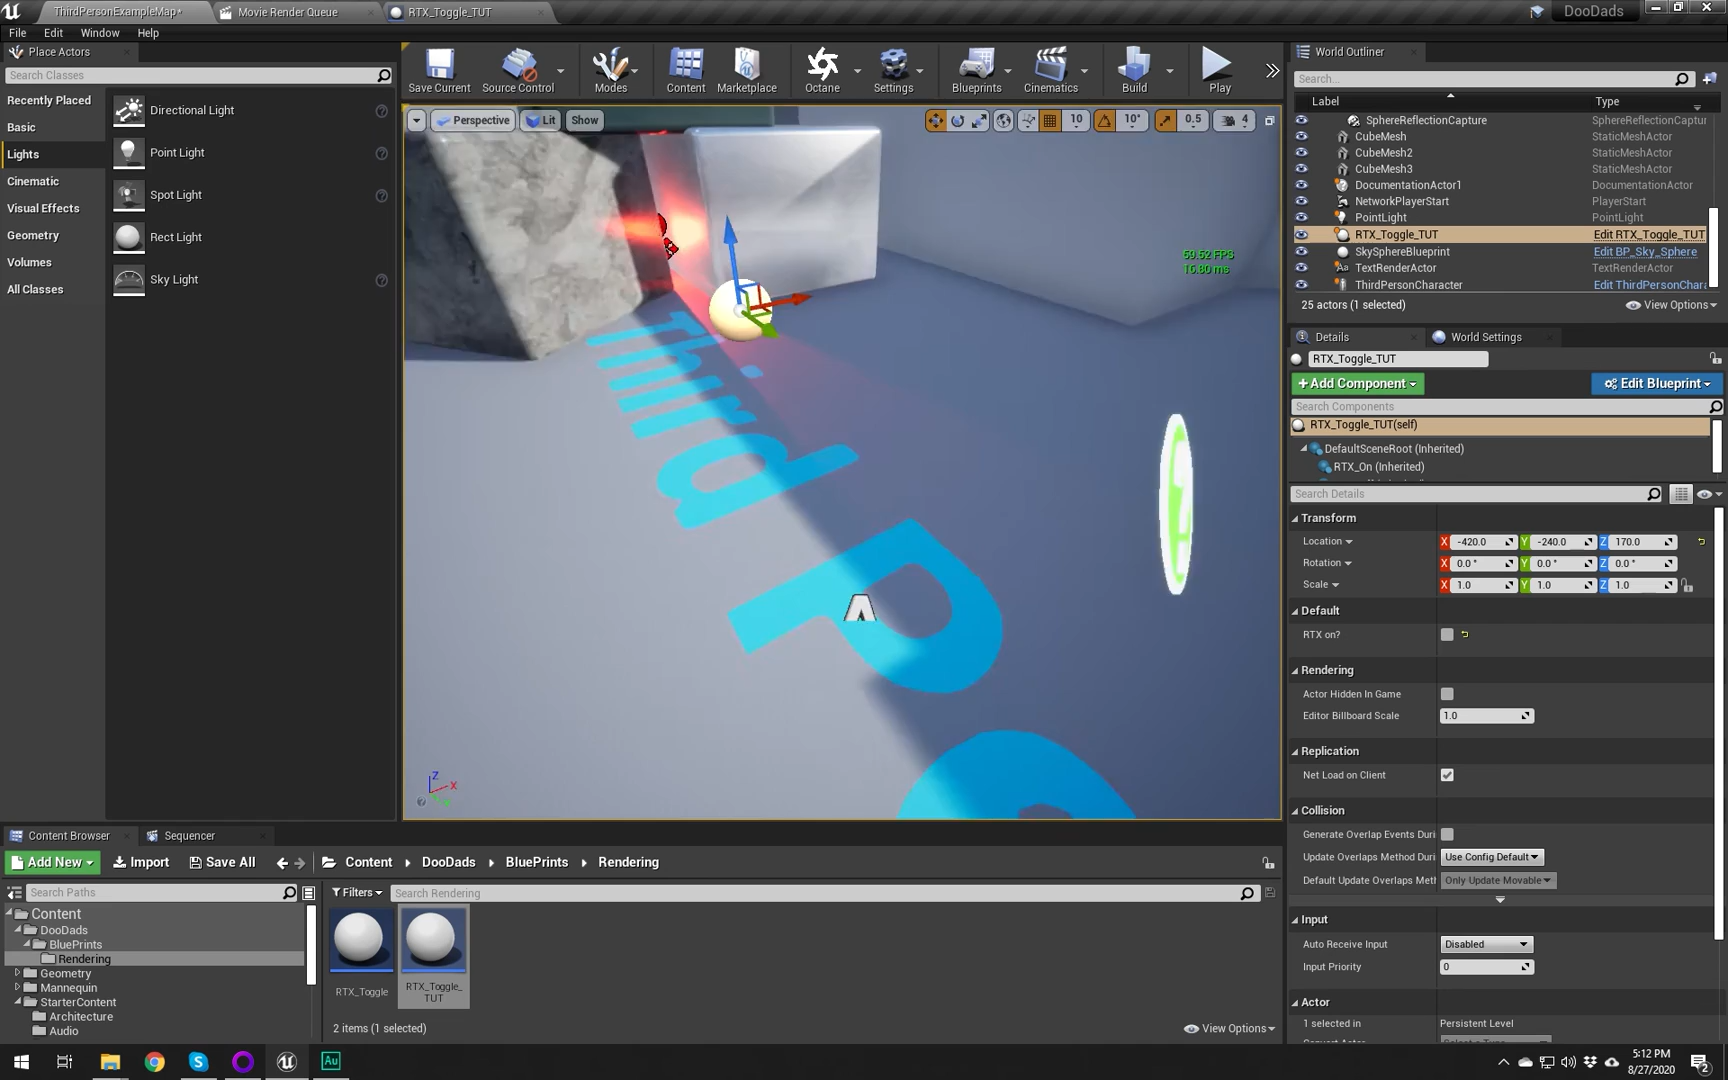 ThirdPersonExampleMap*
Movie Render Queue
RTX_Toggle_TUT
DooDads
File Edit Window Help
Place Actors
Search Classes
Recently Placed
Basic
Lights
Cinematic
Visual Effects
Geometry
Volumes
All Classes
Directional Light
Point Light
Spot Light
Rect Light
Sky Light
Save Current
Source Control
Modes
Content
Marketplace
Octane
Settings
Blueprints
Cinematics
Build
Play
Perspective
Lit
Show
10
10°
0.5
4
59.52 FPS
16.80 ms
Third P
Z
X
World Outliner
Search...
Label Type
SphereReflectionCapture SphereReflectionCaptur
CubeMesh StaticMeshActor
CubeMesh2 StaticMeshActor
CubeMesh3 StaticMeshActor
DocumentationActor1 DocumentationActor
NetworkPlayerStart PlayerStart
PointLight PointLight
RTX_Toggle_TUT Edit RTX_Toggle_TUT
SkySphereBlueprint Edit BP_Sky_Sphere
TextRenderActor TextRenderActor
ThirdPersonCharacter Edit ThirdPersonChara
25 actors (1 selected)
View Options
Details
World Settings
RTX_Toggle_TUT
+Add Component
Edit Blueprint
Search Components
RTX_Toggle_TUT(self)
DefaultSceneRoot (Inherited)
RTX_On (Inherited)
Search Details
Transform
Location X -420.0 Y -240.0 Z 170.0
Rotation X 0.0 ° Y 0.0 ° Z 0.0 °
Scale X 1.0 Y 1.0 Z 1.0
Default
RTX on?
Rendering
Actor Hidden In Game
Editor Billboard Scale 1.0
Replication
Net Load on Client
Collision
Generate Overlap Events Duri
Update Overlaps Method Duri Use Config Default
Default Update Overlaps Meth Only Update Movable
Input
Auto Receive Input Disabled
Input Priority 0
Actor
1 selected in Persistent Level
Content Browser
Sequencer
Add New
Import
Save All
Content
DooDads
BluePrints
Rendering
Search Paths
Filters
Search Rendering
Content
DooDads
BluePrints
Rendering
Geometry
Mannequin
StarterContent
Architecture
Audio
RTX_Toggle
RTX_Toggle_
TUT
2 items (1 selected)
View Options
Au
5:12 PM
8/27/2020
2